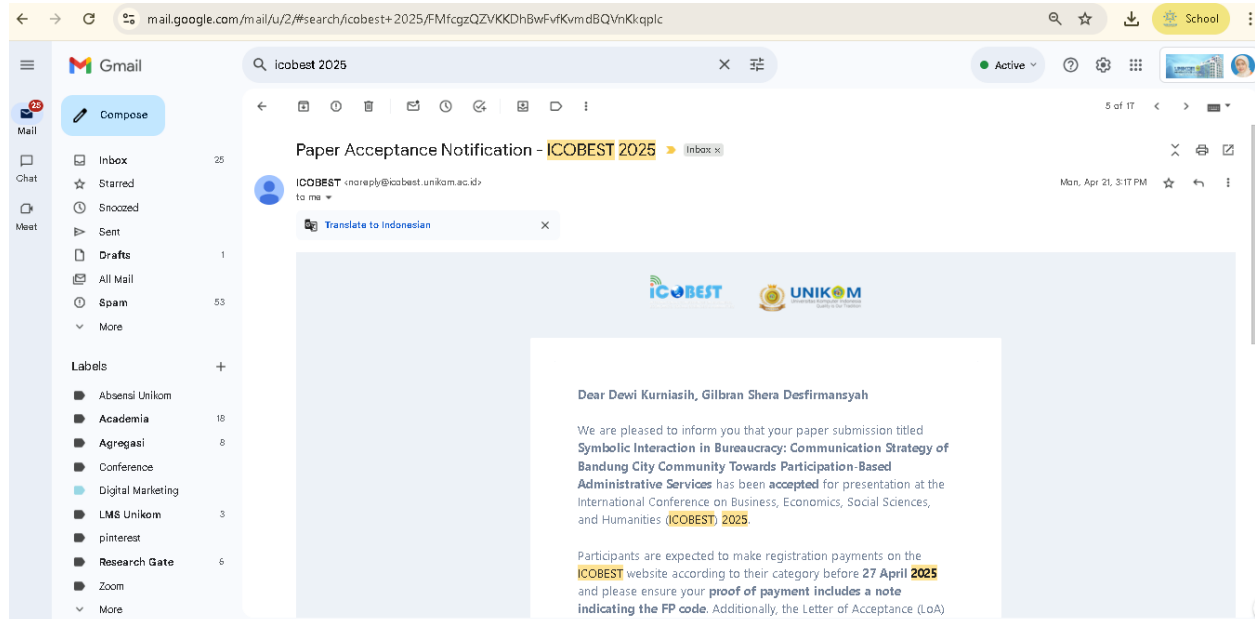 mail.google.com/mail/u/2/#search/icobest+2025/FMfcgzQZVKKDhBwFvfKvmdBQVnKkqplc
School
Gmail
icobest 2025
Active
25
Mail
Chat
Meet
Compose
Inbox 25
Starred
Snoozed
Sent
Drafts 1
All Mail
Spam 53
More
Labels +
Absensi Unikom
Academia 18
Agregasi 8
Conference
Digital Marketing
LMS Unikom 3
pinterest
Research Gate 6
Zoom
More
5 of 17
Paper Acceptance Notification - ICOBEST 2025 Inbox x
ICOBEST <noreply@icobest.unikom.ac.id> Mon, Apr 21, 3:17 PM
to me
Translate to Indonesian
iCOBEST UNIKOM
Dear Dewi Kurniasih, Gilbran Shera Desfirmansyah
We are pleased to inform you that your paper submission titled
Symbolic Interaction in Bureaucracy: Communication Strategy of
Bandung City Community Towards Participation-Based
Administrative Services has been accepted for presentation at the
International Conference on Business, Economics, Social Sciences,
and Humanities (ICOBEST) 2025.
Participants are expected to make registration payments on the
ICOBEST website according to their category before 27 April 2025
and please ensure your proof of payment includes a note
indicating the FP code. Additionally, the Letter of Acceptance (LoA)